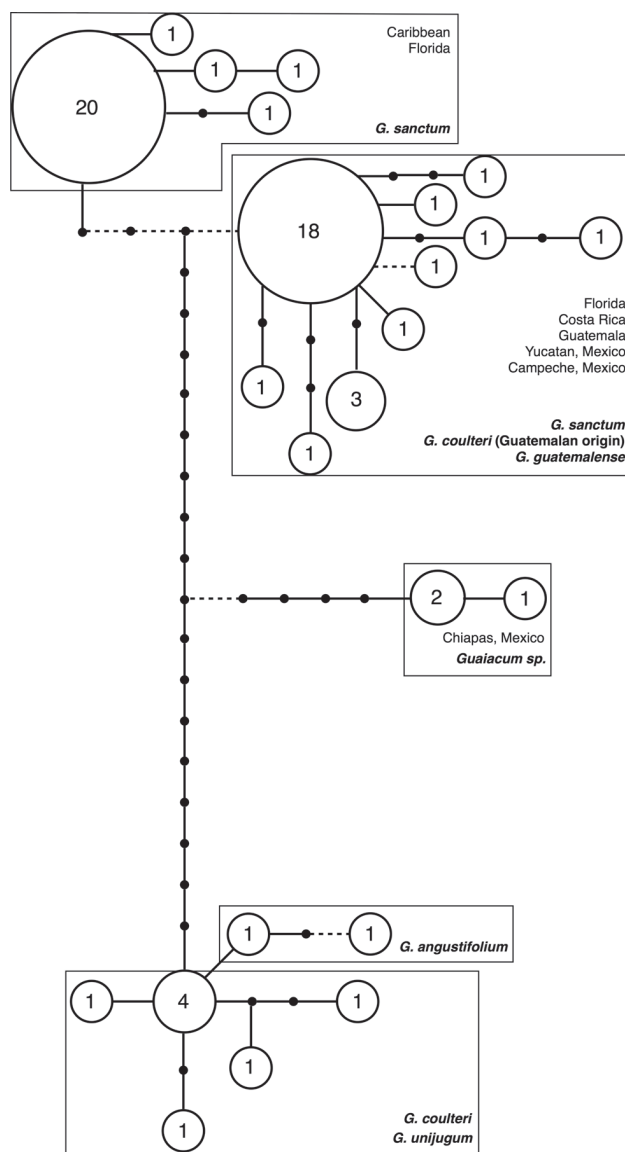 1
Caribbean
Florida
1
1
20
1
G. sanctum
1
1
18
1
1
1
Florida
Costa Rica
Guatemala
Yucatan, Mexico
Campeche, Mexico
1
1
3
1
G. sanctum
G. coulteri (Guatemalan origin)
G. guatemalense
2
1
Chiapas, Mexico
Guaiacum sp.
1
1
G. angustifolium
1
4
1
1
1
G. coulteri
G. unijugum